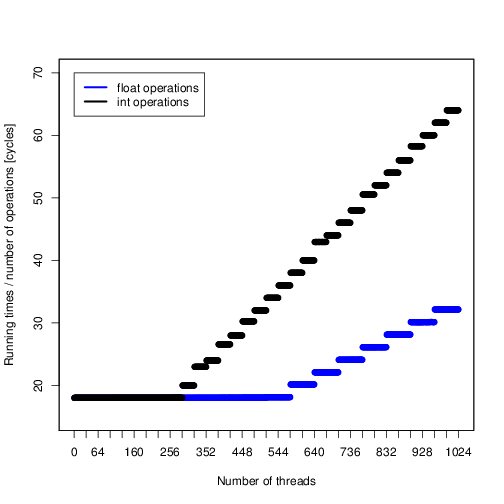 float operations
int operations
Running times / number of operations [cycles]
70
60
50
40
30
20
0 64 160 256 352 448 544 640 736 832 928 1024
Number of threads